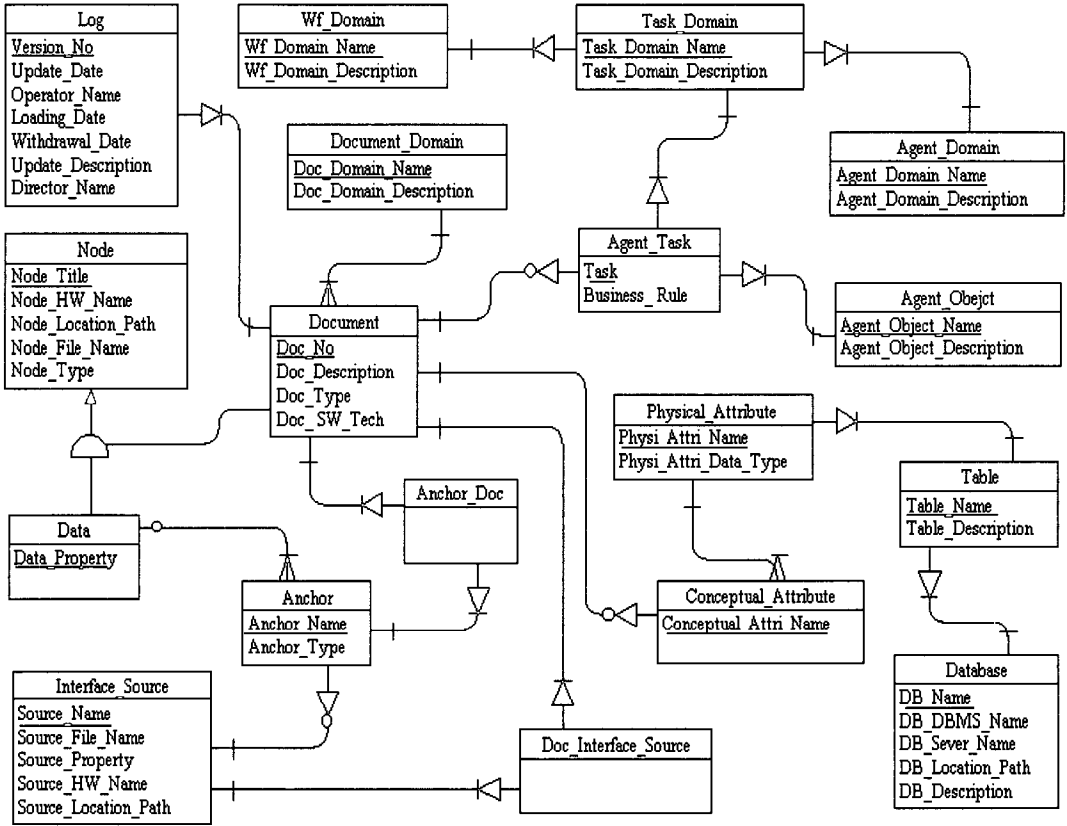 Log
Version_No
Update_Date
Operator_Name
Loading_Date
Withdrawal_Date
Update_Description
Director_Name
Wf_Domain
Wf_Domain_Name
Wf_Domain_Description
Task_Domain
Task_Domain_Name
Task_Domain_Description
Document_Domain
Doc_Domain_Name
Doc_Domain_Description
Agent_Domain
Agent_Domain_Name
Agent_Domain_Description
Node
Node_Title
Node_HW_Name
Node_Location_Path
Node_File_Name
Node_Type
Agent_Task
Task
Business_Rule
Agent_Obejct
Agent_Object_Name
Agent_Object_Description
Document
Doc_No
Doc_Description
Doc_Type
Doc_SW_Tech
Physical_Attribute
Physi_Attri_Name
Physi_Attri_Data_Type
Table
Table_Name
Table_Description
Anchor_Doc
Data
Data_Property
Anchor
Anchor_Name
Anchor_Type
Conceptual_Attribute
Conceptual_Attri_Name
Interface_Source
Source_Name
Source_File_Name
Source_Property
Source_HW_Name
Source_Location_Path
Doc_Interface_Source
Database
DB_Name
DB_DBMS_Name
DB_Sever_Name
DB_Location_Path
DB_Description